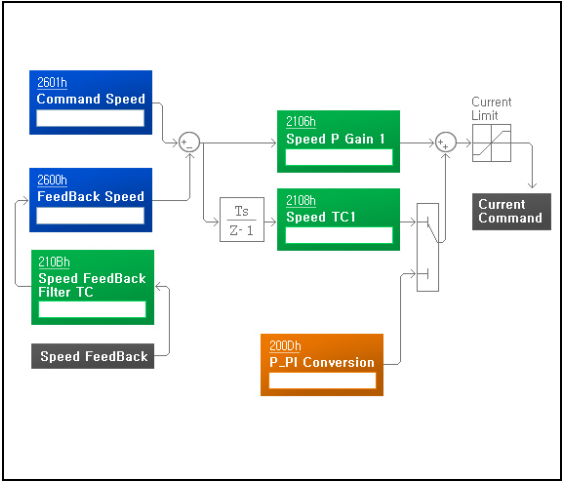 2601h
Command Speed
2600h
FeedBack Speed
210Bh
Speed FeedBack
Filter TC
Speed FeedBack
+
-
Ts
Z-1
2106h
Speed P Gain 1
2108h
Speed TC1
200Dh
P_PI Conversion
+
+
Current
Limit
Current
Command